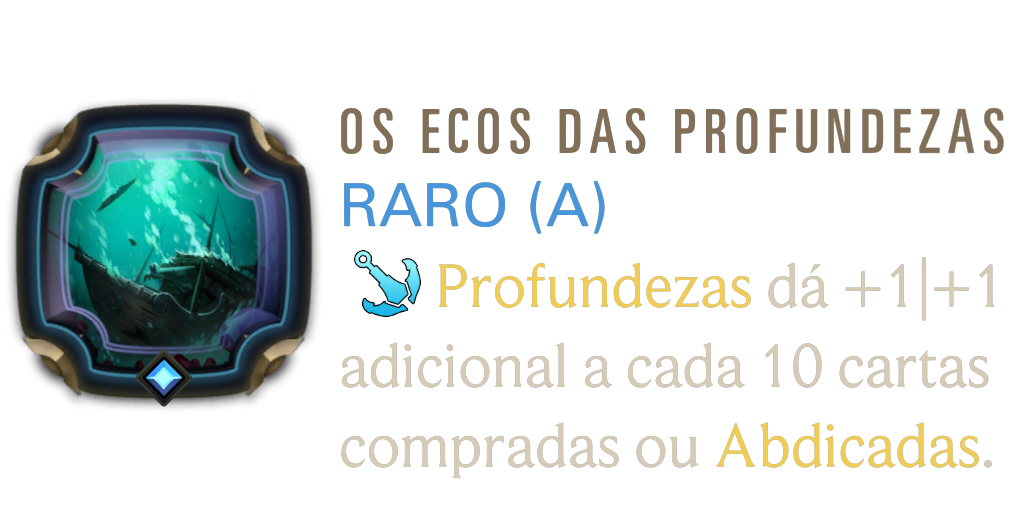 OS ECOS DAS PROFUNDEZAS
RARO (A)
Profundezas dá +1|+1
adicional a cada 10 cartas
compradas ou Abdicadas.